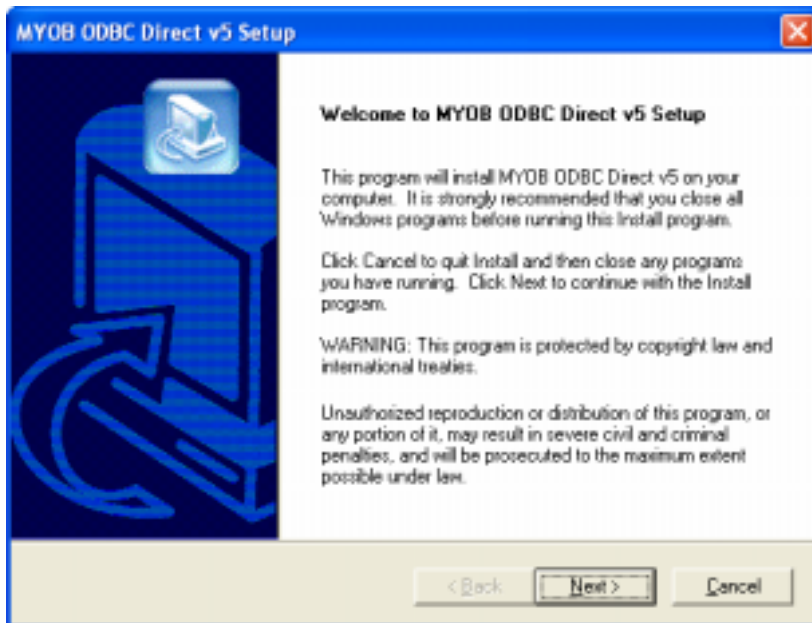 MYOB ODBC Direct v5 Setup
Welcome to MYOB ODBC Direct v5 Setup
This program will install MYOB ODBC Direct v5 on your
computer. It is strongly recommended that you close all
Windows programs before running this Install program.
Click Cancel to quit Install and then close any programs
you have running. Click Next to continue with the Install
program.
WARNING: This program is protected by copyright law and
international treaties.
Unauthorized reproduction or distribution of this program, or
any portion of it, may result in severe civil and criminal
penalties, and will be prosecuted to the maximum extent
possible under law.
< Back Next > Cancel